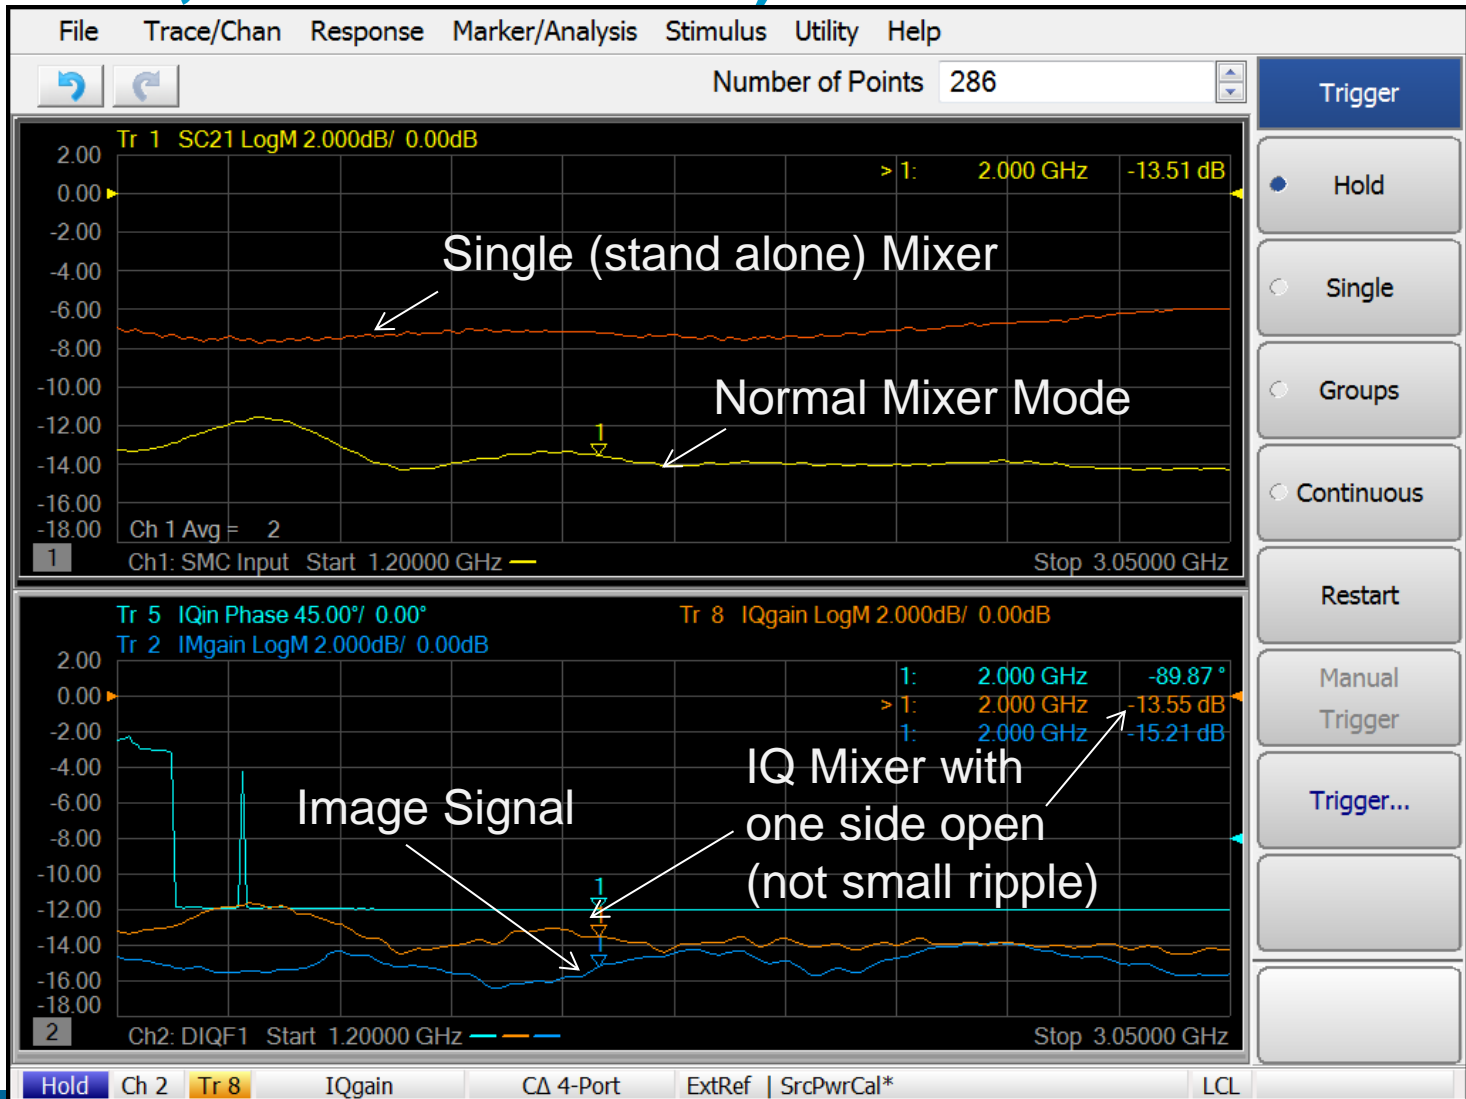 File Trace/Chan Response Marker/Analysis Stimulus Utility Help
Number of Points 286
Trigger
Tr 1 SC21 LogM 2.000dB/ 0.00dB
2.00
>1: 2.000 GHz -13.51 dB
Hold
0.00
-2.00
Single (stand alone) Mixer
-4.00
Single
-6.00
-8.00
-10.00
Normal Mixer Mode
Groups
-12.00
1
-14.00
Continuous
-16.00
-18.00
Ch 1 Avg = 2
1
Ch1: SMC Input Start 1.20000 GHz Stop 3.05000 GHz
Restart
Tr 5 IQin Phase 45.00°/ 0.00° Tr 8 IQgain LogM 2.000dB/ 0.00dB
Tr 2 IMgain LogM 2.000dB/ 0.00dB
2.00
1: 2.000 GHz -89.87 °
Manual
0.00
>1: 2.000 GHz -13.55 dB
Trigger
-2.00
1: 2.000 GHz -15.21 dB
-4.00
IQ Mixer with
-6.00
Image Signal
Trigger...
-8.00
one side open
-10.00
1
(not small ripple)
-12.00
1
-14.00
1
-16.00
-18.00
2
Ch2: DIQF1 Start 1.20000 GHz Stop 3.05000 GHz
Hold Ch 2 Tr 8 IQgain CΔ 4-Port ExtRef | SrcPwrCal* LCL